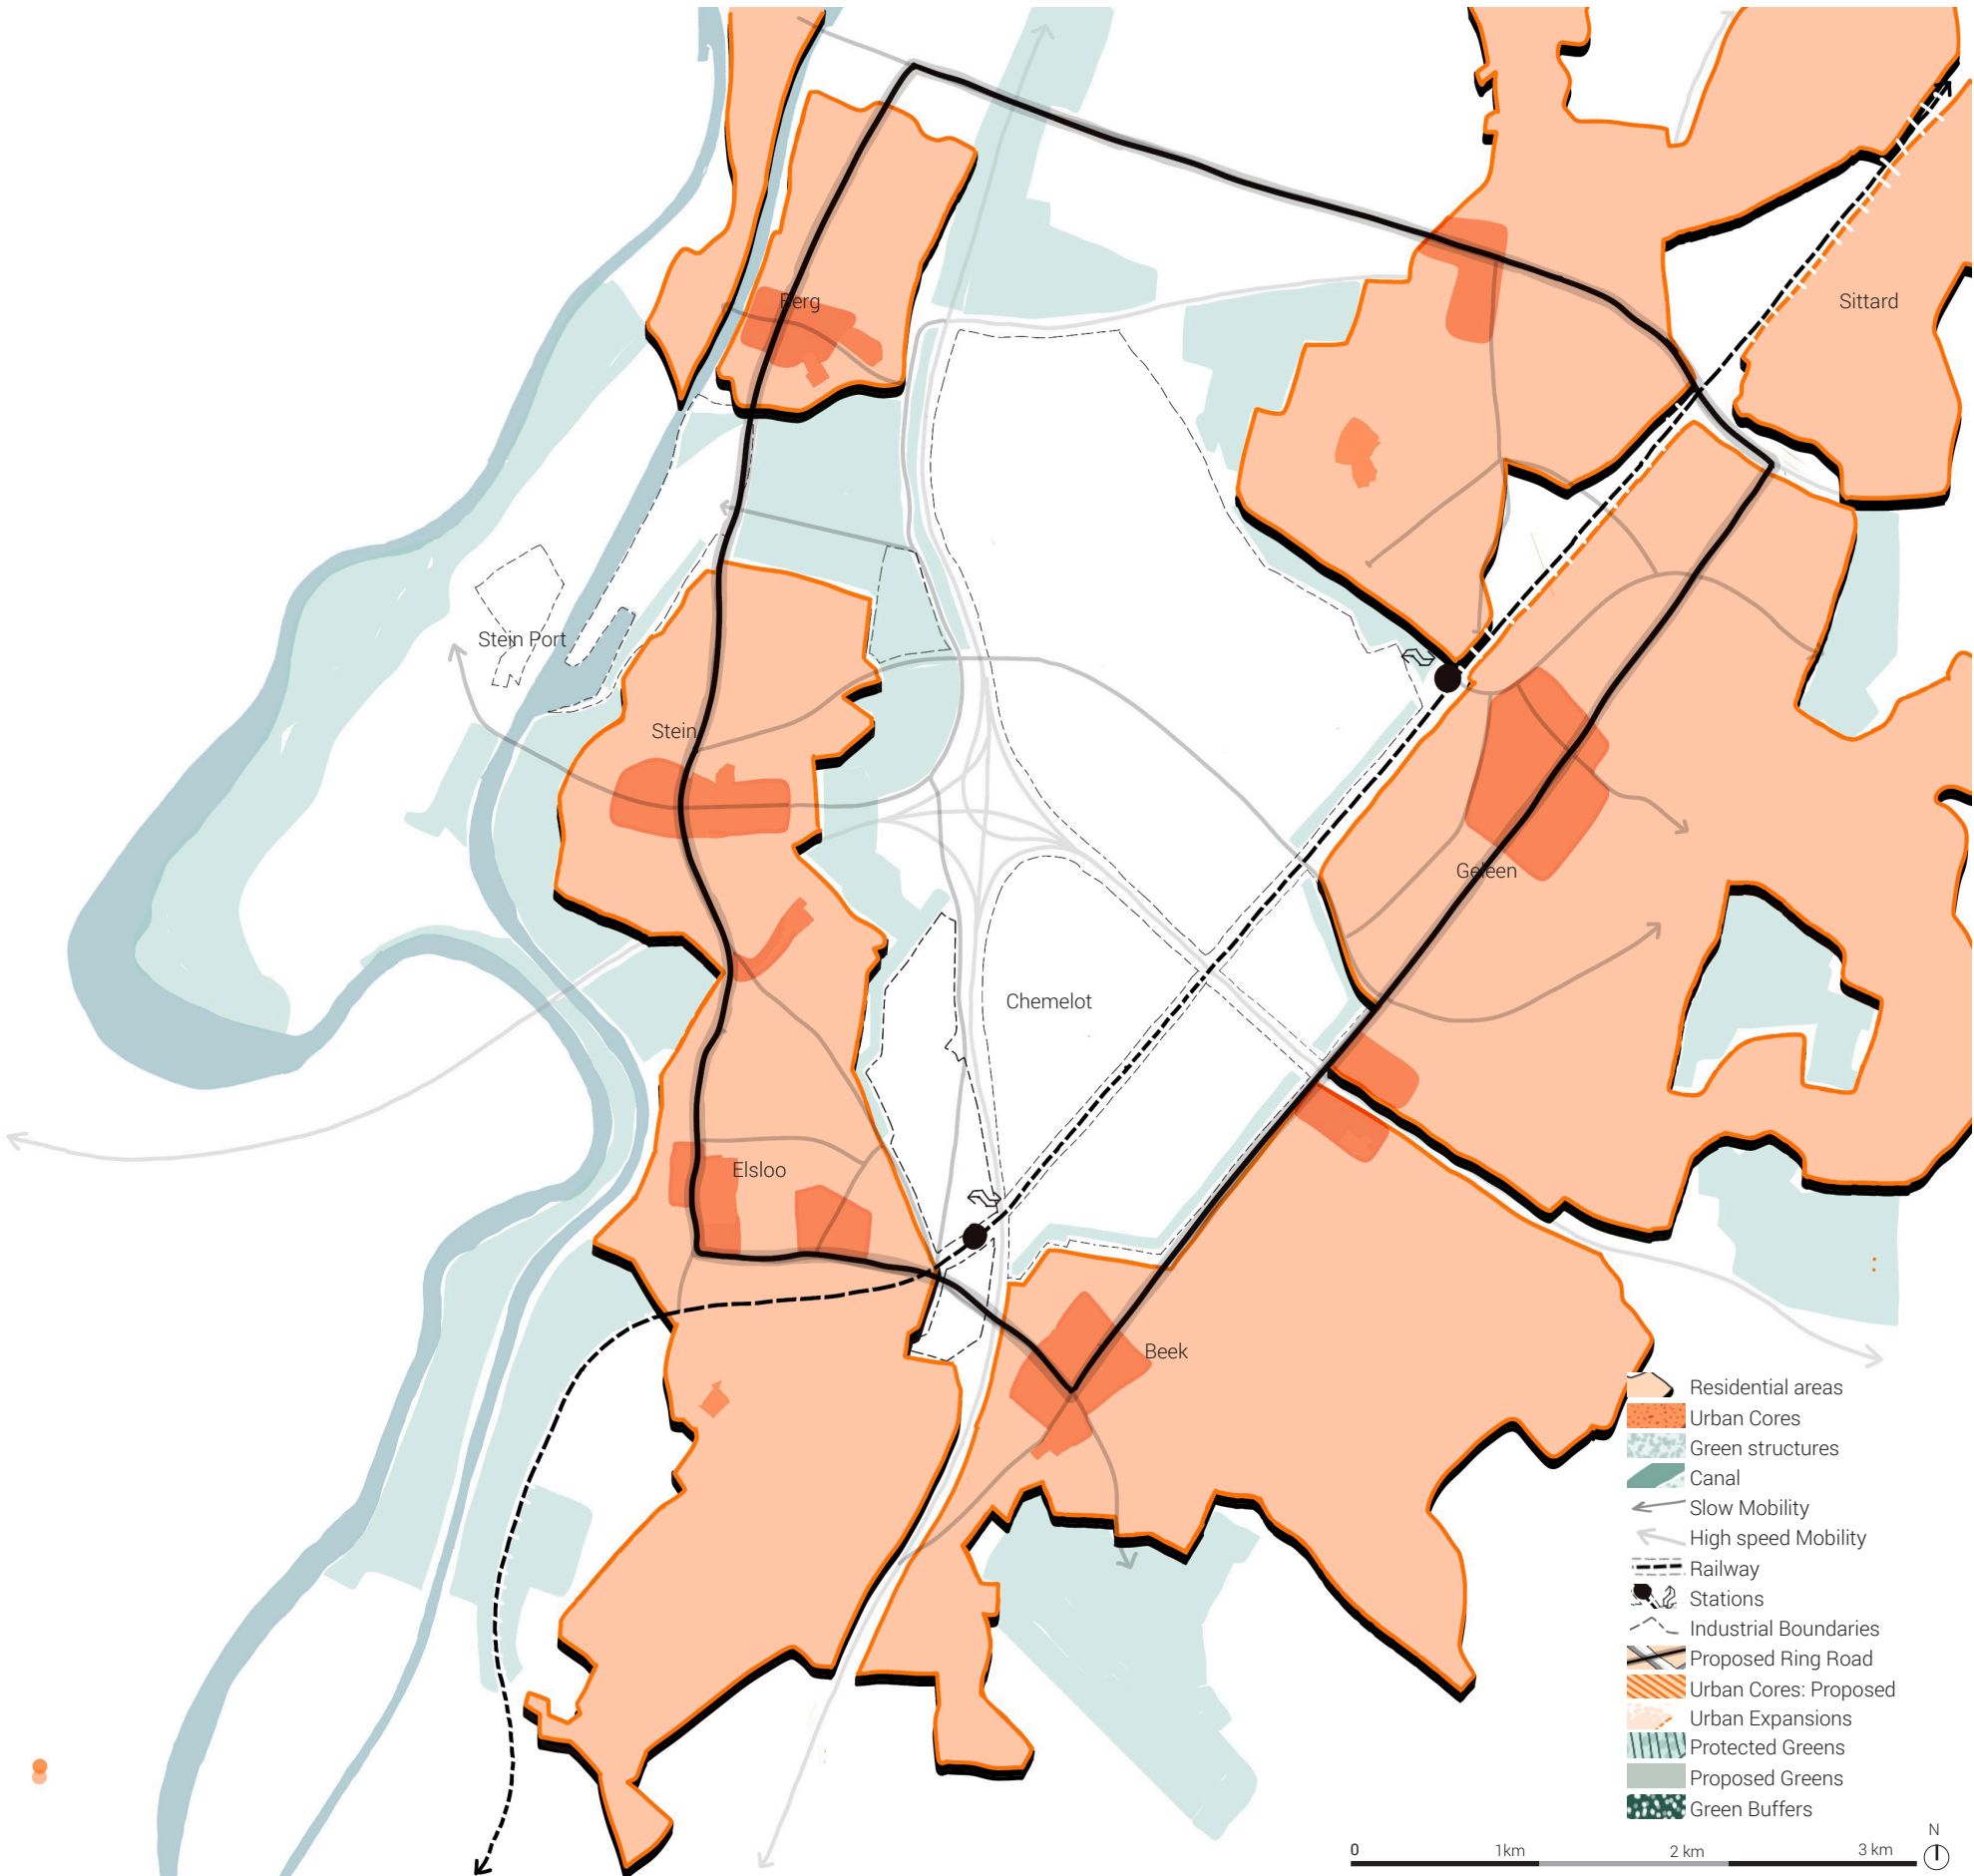 Berg
Sittard
Stein Port
Stein
Geleen
Chemelot
Elsloo
Beek
Residential areas
Urban Cores
Green structures
Canal
Slow Mobility
High speed Mobility
Railway
Stations
Industrial Boundaries
Proposed Ring Road
Urban Cores: Proposed
Urban Expansions
Protected Greens
Proposed Greens
Green Buffers
N
0 1km 2 km 3 km